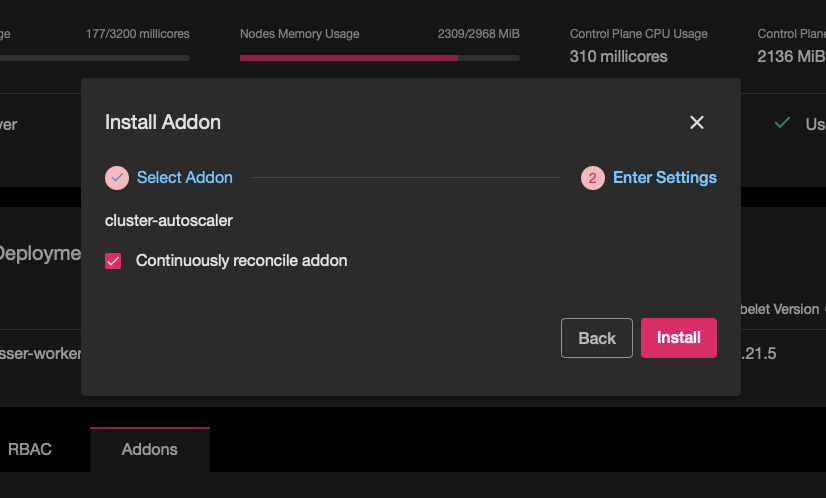 ge 177/3200 millicores Nodes Memory Usage 2309/2968 MiB Control Plane CPU Usage Control Plane
310 millicores 2136 MiB
Install Addon
ver Us
Select Addon 2 Enter Settings
cluster-autoscaler
Deployme
Continuously reconcile addon
belet Version
Back Install
sser-worker .21.5
RBAC Addons